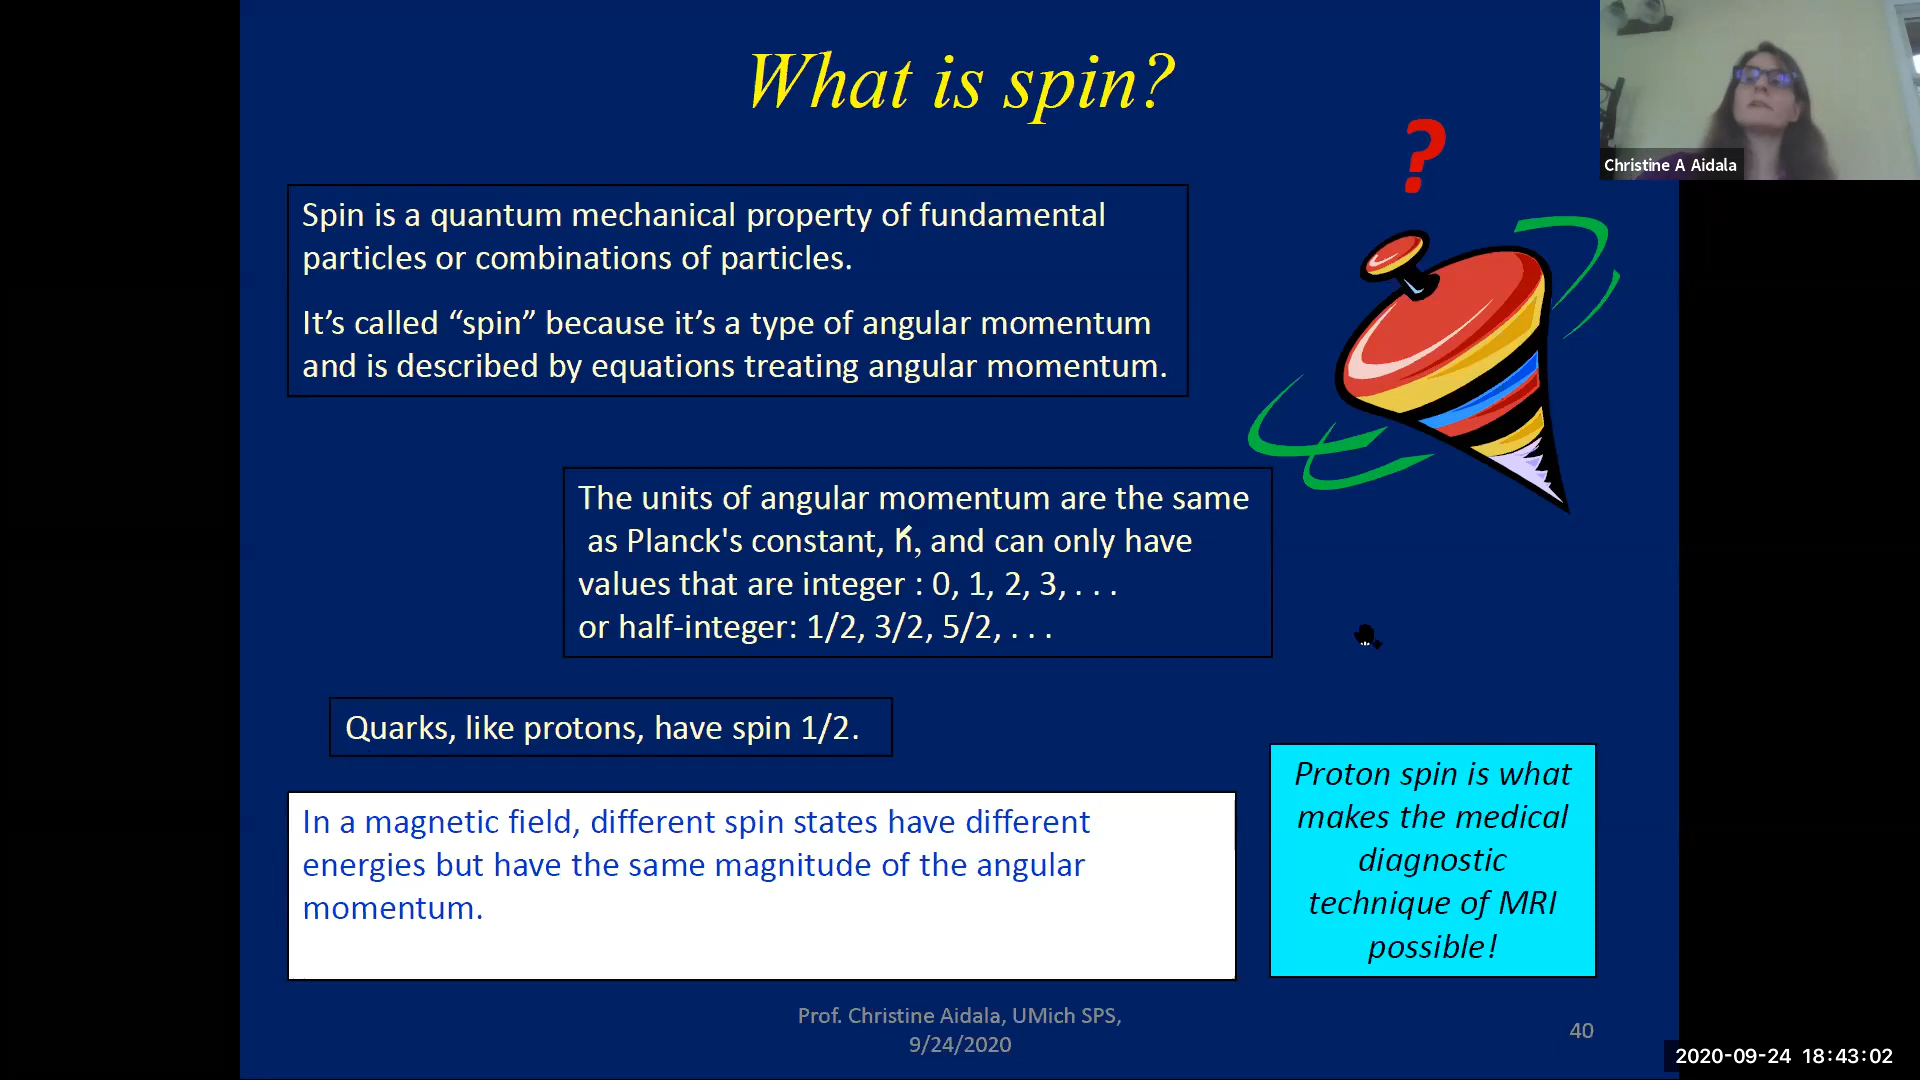 What is spin?
?
Christine A Aidala
Spin is a quantum mechanical property of fundamental
particles or combinations of particles.
It’s called “spin” because it’s a type of angular momentum
and is described by equations treating angular momentum.
The units of angular momentum are the same
as Planck's constant, ħ, and can only have
values that are integer : 0, 1, 2, 3, . . .
or half-integer: 1/2, 3/2, 5/2, . . .
Quarks, like protons, have spin 1/2.
In a magnetic field, different spin states have different
energies but have the same magnitude of the angular
momentum.
Proton spin is what
makes the medical
diagnostic
technique of MRI
possible!
Prof. Christine Aidala, UMich SPS,
9/24/2020
40
2020-09-24 18:43:02